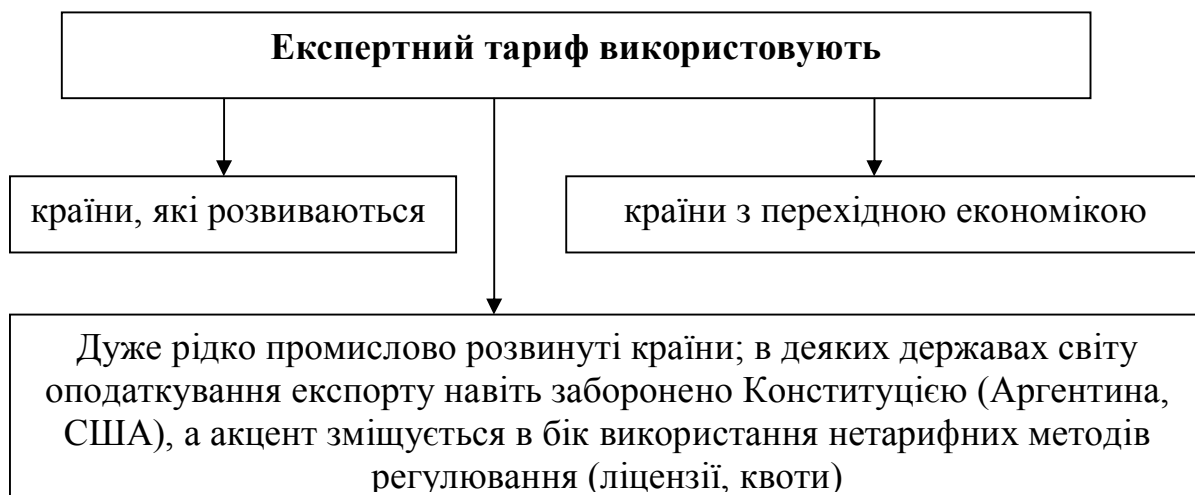 Експертний тариф використовують
країни, які розвиваються
країни з перехідною економікою
Дуже рідко промислово розвинуті країни; в деяких державах світу
оподаткування експорту навіть заборонено Конституцією (Аргентина,
США), а акцент зміщується в бік використання нетарифних методів
регулювання (ліцензії, квоти)